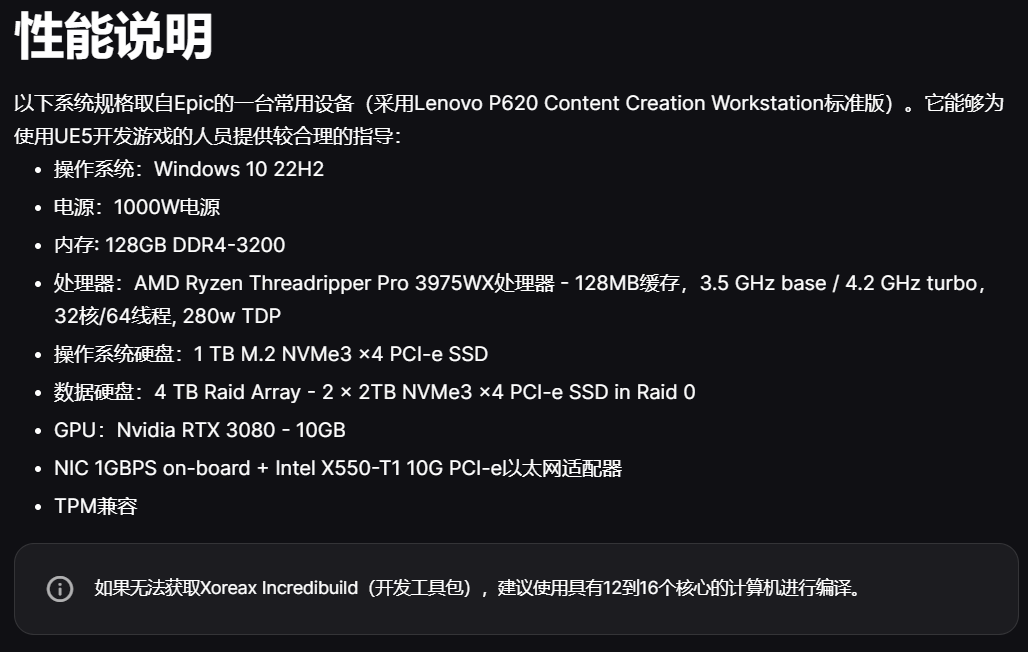 性能说明
以下系统规格取自Epic的一台常用设备（采用Lenovo P620 Content Creation Workstation标准版）。它能够为
使用UE5开发游戏的人员提供较合理的指导：
• 操作系统：Windows 10 22H2
• 电源：1000W电源
• 内存: 128GB DDR4-3200
• 处理器：AMD Ryzen Threadripper Pro 3975WX处理器 - 128MB缓存，3.5 GHz base / 4.2 GHz turbo，
32核/64线程, 280w TDP
• 操作系统硬盘：1 TB M.2 NVMe3 ×4 PCI-e SSD
• 数据硬盘：4 TB Raid Array - 2 × 2TB NVMe3 ×4 PCI-e SSD in Raid 0
• GPU：Nvidia RTX 3080 - 10GB
• NIC 1GBPS on-board + Intel X550-T1 10G PCI-e以太网适配器
• TPM兼容
如果无法获取Xoreax Incredibuild（开发工具包），建议使用具有12到16个核心的计算机进行编译。